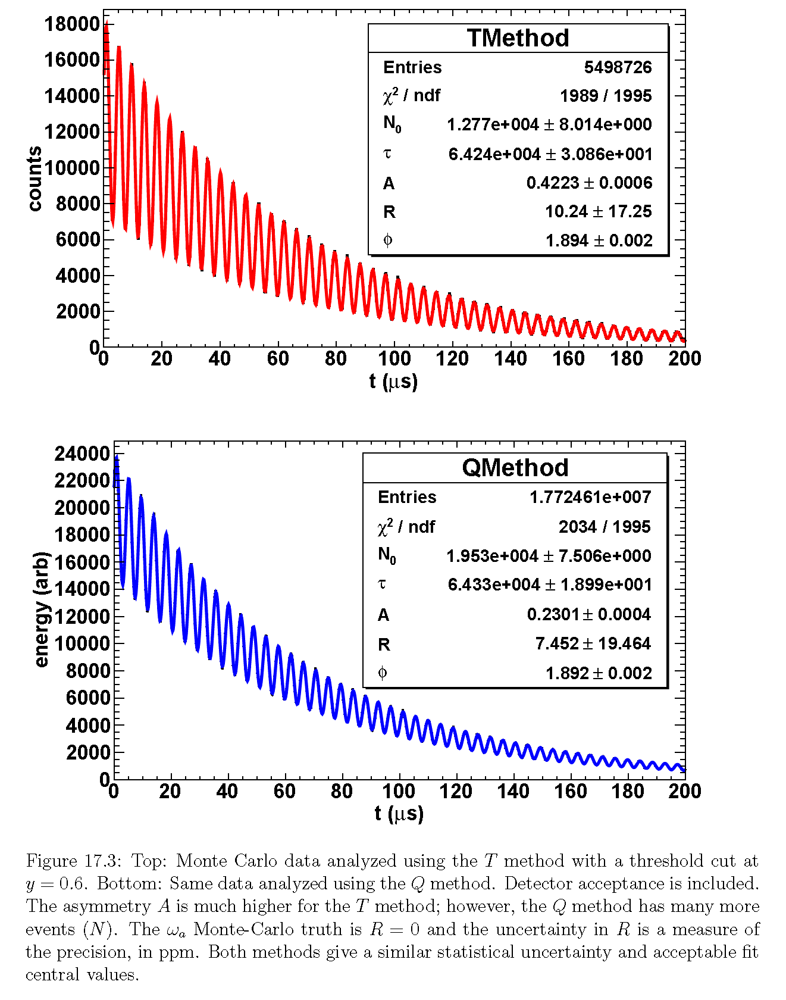 18000
16000
14000
12000
10000
8000
6000
4000
2000
0
counts
0 20 40 60 80 100 120 140 160 180 200
t (μs)
TMethod
Entries 5498726
χ² / ndf 1989 / 1995
N₀ 1.277e+004 ± 8.014e+000
τ 6.424e+004 ± 3.086e+001
A 0.4223 ± 0.0006
R 10.24 ± 17.25
ϕ 1.894 ± 0.002
24000
22000
20000
18000
16000
14000
12000
10000
8000
6000
4000
2000
0
energy (arb)
0 20 40 60 80 100 120 140 160 180 200
t (μs)
QMethod
Entries 1.772461e+007
χ² / ndf 2034 / 1995
N₀ 1.953e+004 ± 7.506e+000
τ 6.433e+004 ± 1.899e+001
A 0.2301 ± 0.0004
R 7.452 ± 19.464
ϕ 1.892 ± 0.002
Figure 17.3: Top: Monte Carlo data analyzed using the T method with a threshold cut at
y = 0.6. Bottom: Same data analyzed using the Q method. Detector acceptance is included.
The asymmetry A is much higher for the T method; however, the Q method has many more
events (N). The ωₐ Monte-Carlo truth is R = 0 and the uncertainty in R is a measure of
the precision, in ppm. Both methods give a similar statistical uncertainty and acceptable fit
central values.